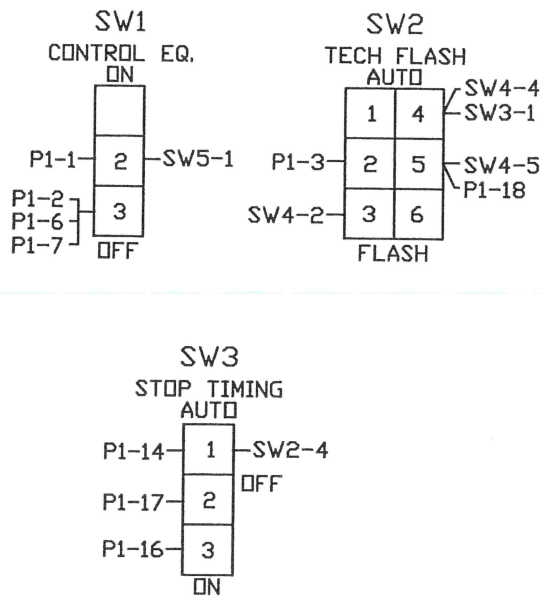 SW1
CONTROL EQ.
ON
P1-1
2
SW5-1
P1-2
P1-6
P1-7
3
OFF
SW2
TECH FLASH
AUTO
1
4
SW4-4
SW3-1
P1-3
2
5
SW4-5
P1-18
SW4-2
3
6
FLASH
SW3
STOP TIMING
AUTO
P1-14
1
SW2-4
OFF
P1-17
2
P1-16
3
ON